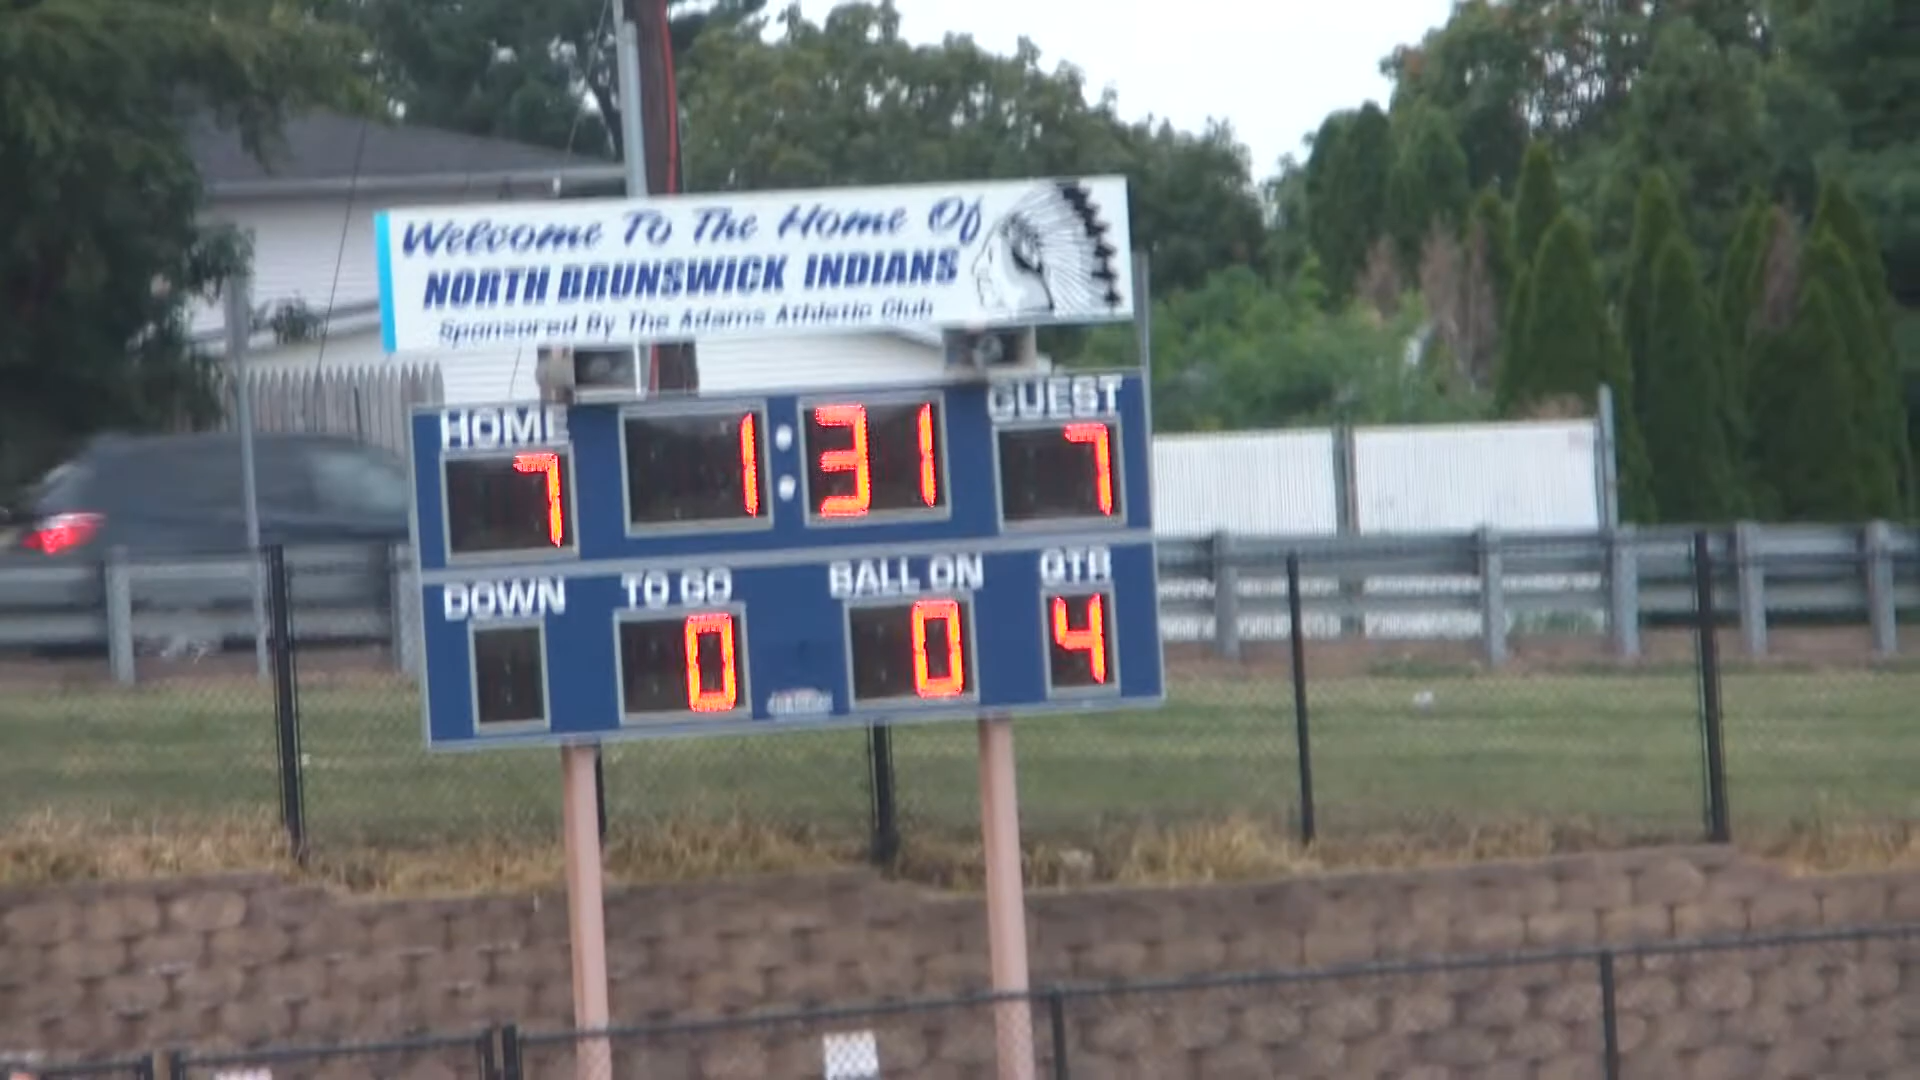 Welcome To The Home Of
NORTH BRUNSWICK INDIANS
Sponsored By The Adams Athletic Club
HOME 1:31 GUEST
7 7
DOWN TO GO BALL ON QTR
0 0 4